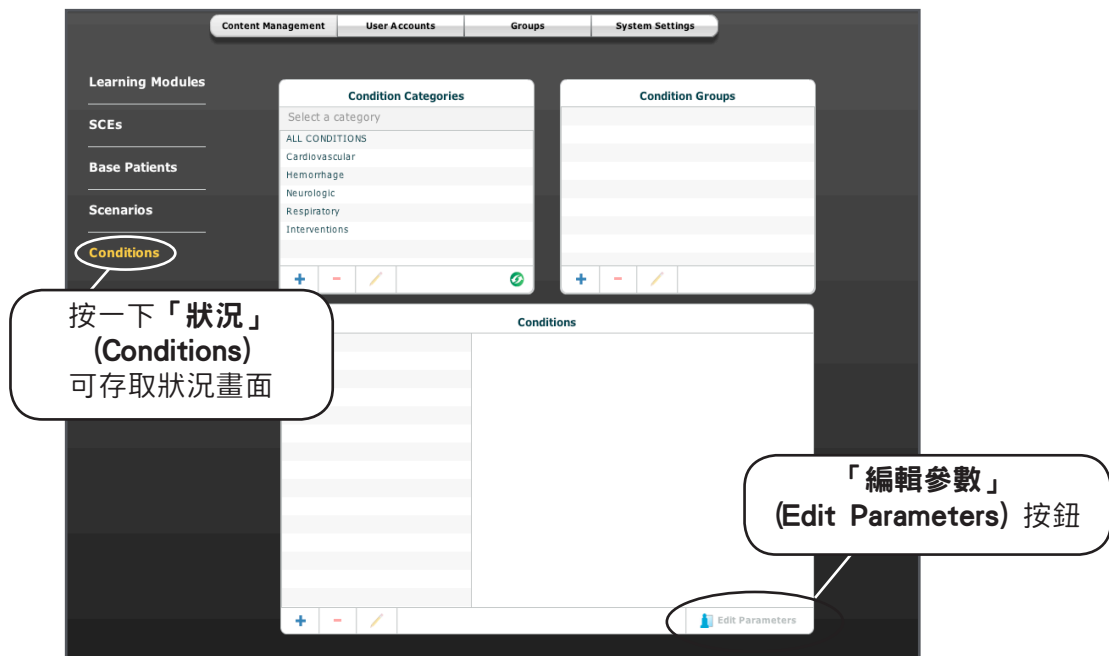 Content Management
User Accounts
Groups
System Settings
Learning Modules
SCEs
Base Patients
Scenarios
Conditions
Condition Categories
Select a category
ALL CONDITIONS
Cardiovascular
Hemorrhage
Neurologic
Respiratory
Interventions
Condition Groups
按一下「狀況」
(Conditions)
可存取狀況畫面
Conditions
「編輯參數」
(Edit Parameters) 按鈕
Edit Parameters